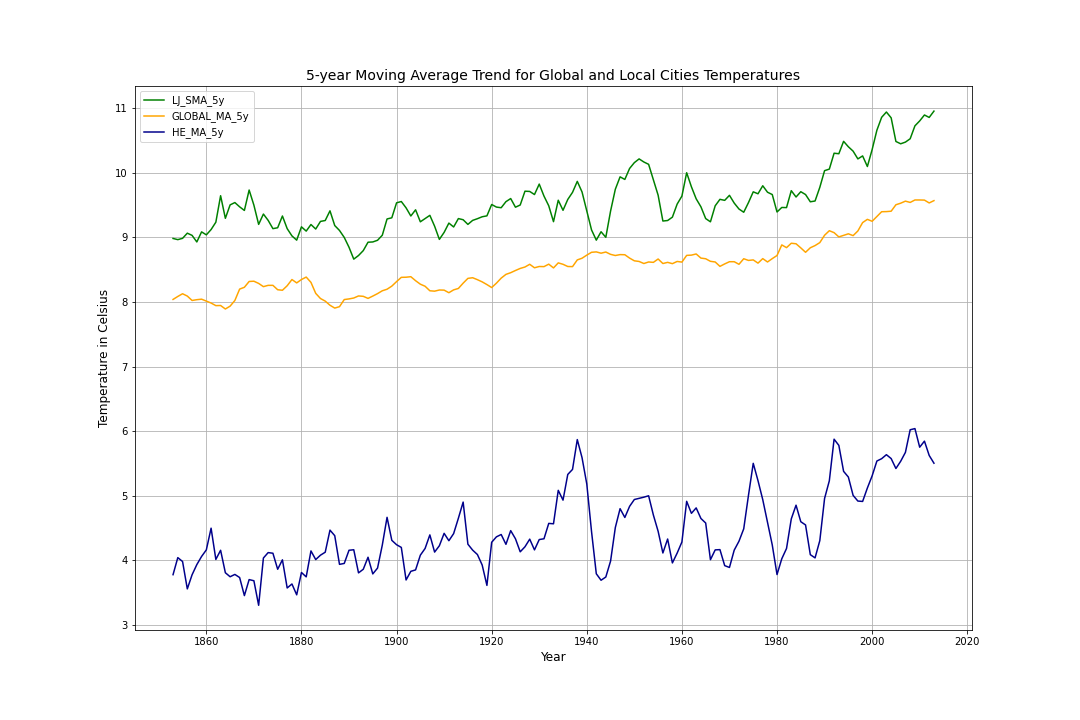 5-year Moving Average Trend for Global and Local Cities Temperatures
LJ_SMA_5y
GLOBAL_MA_5y
HE_MA_5y
Temperature in Celsius
11
10
9
8
7
6
5
4
3
1860 1880 1900 1920 1940 1960 1980 2000 2020
Year